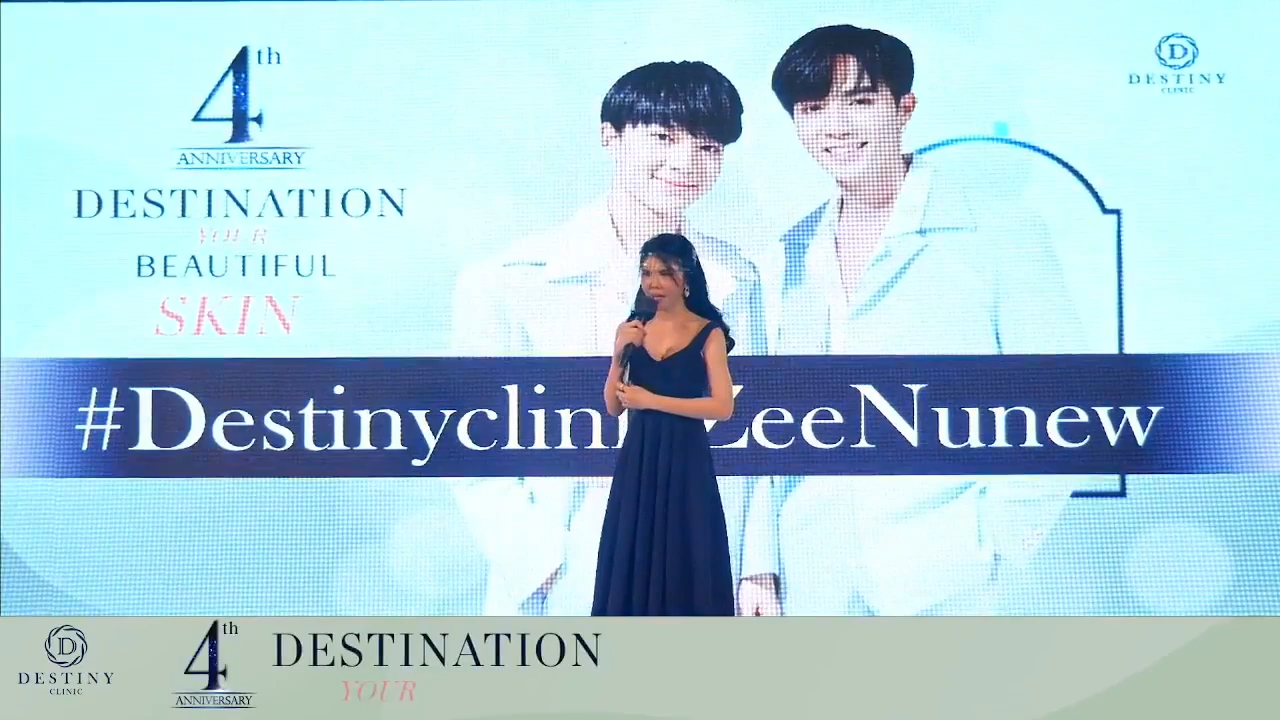 4th
ANNIVERSARY
DESTINATION
YOUR
BEAUTIFUL
SKIN
D
DESTINY
CLINIC
#Destinyclini ZeeNunew
D
DESTINY
CLINIC
4th
ANNIVERSARY
DESTINATION
YOUR